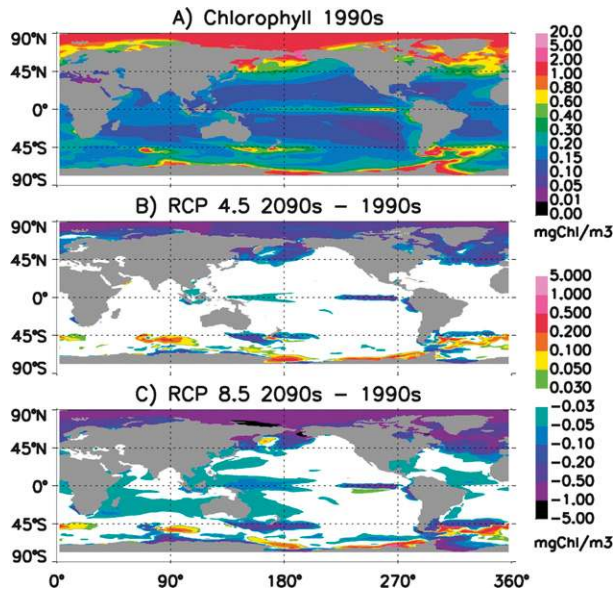 A) Chlorophyll 1990s
90°N
45°N
0°
45°S
90°S
20.0
5.00
2.00
1.00
0.80
0.60
0.40
0.30
0.20
0.15
0.10
0.05
0.01
0.00
mgChl/m3
B) RCP 4.5 2090s – 1990s
90°N
45°N
0°
45°S
90°S
C) RCP 8.5 2090s – 1990s
90°N
45°N
0°
45°S
90°S
5.000
1.000
0.500
0.200
0.100
0.050
0.030
−0.03
−0.05
−0.10
−0.20
−0.50
−1.00
−5.00
mgChl/m3
0° 90° 180° 270° 360°